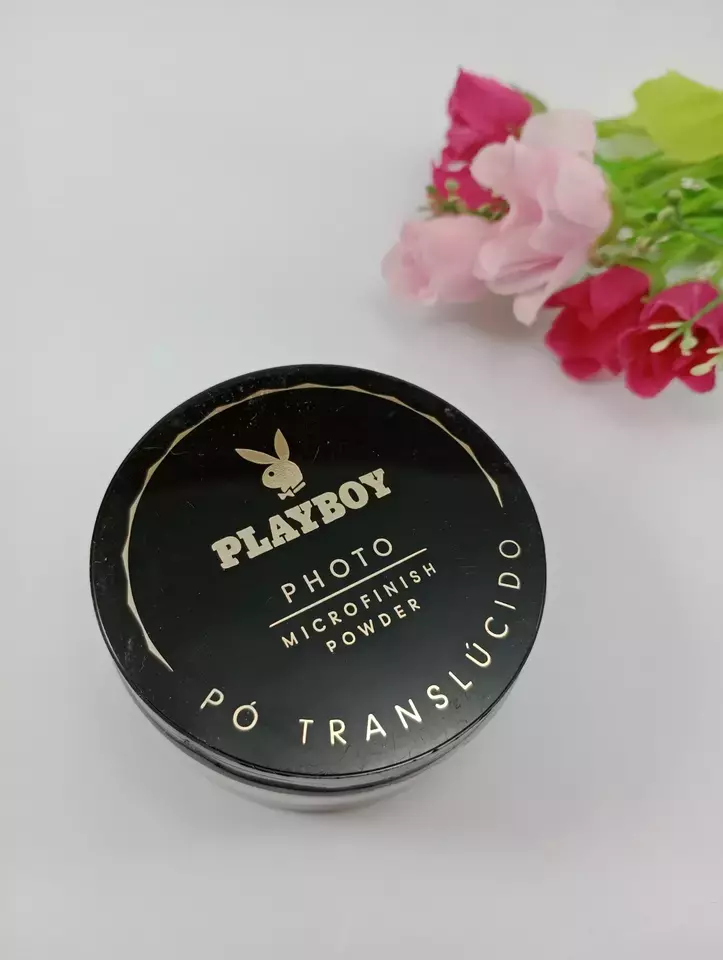 PLAYBOY
PHOTO
MICROFINISH
POWDER
PÓ TRANSLÚCIDO